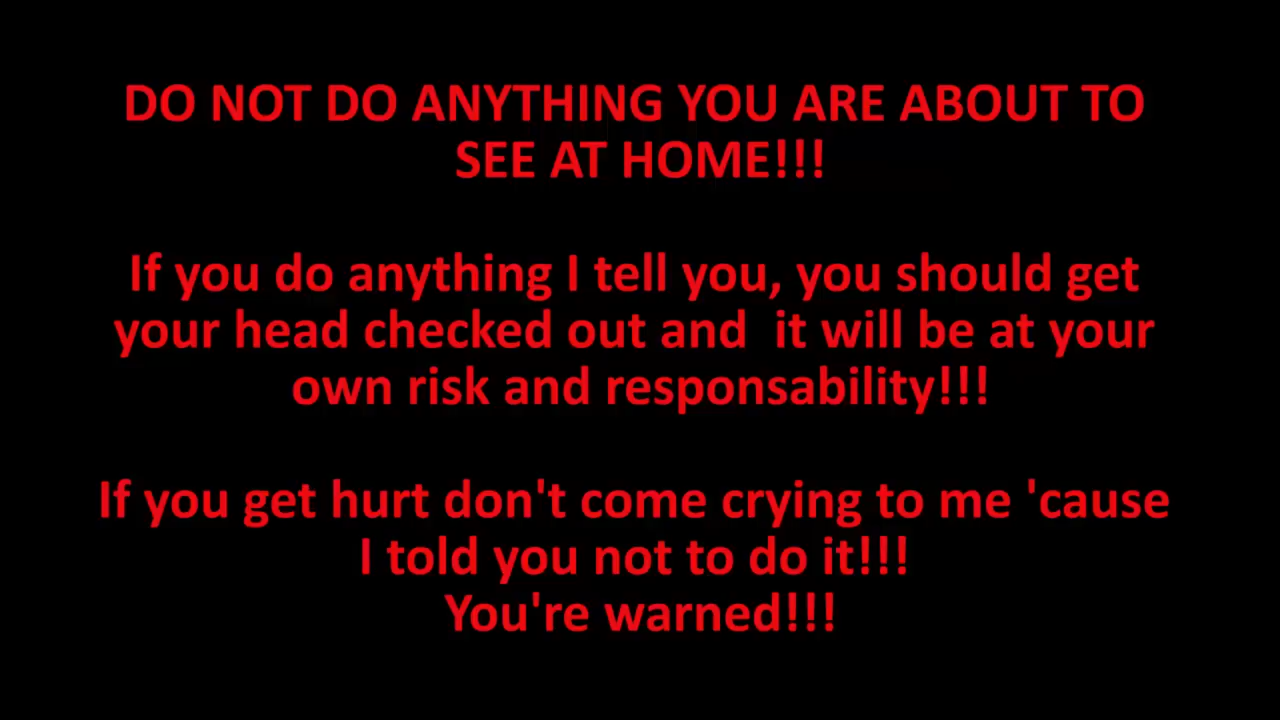 DO NOT DO ANYTHING YOU ARE ABOUT TO
SEE AT HOME!!!
If you do anything I tell you, you should get
your head checked out and  it will be at your
own risk and responsability!!!
If you get hurt don't come crying to me 'cause
I told you not to do it!!!
You're warned!!!